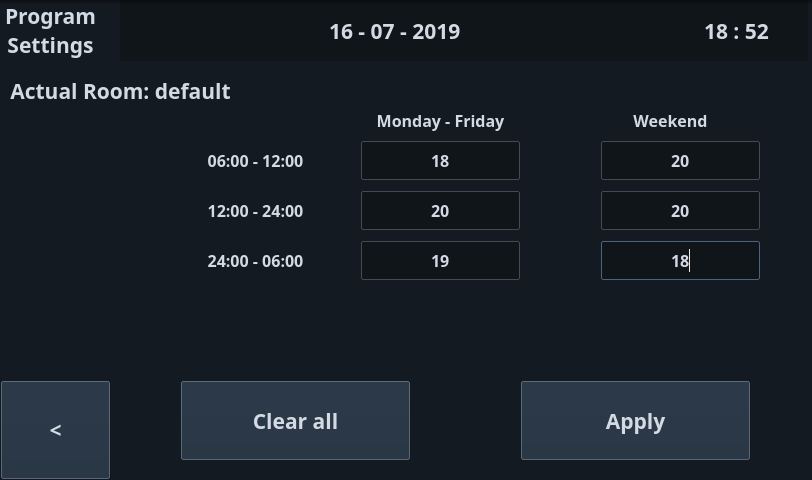 Program
Settings
16 - 07 - 2019
18 : 52
Actual Room: default
Monday - Friday
Weekend
06:00 - 12:00
18
20
12:00 - 24:00
20
20
24:00 - 06:00
19
18
<
Clear all
Apply